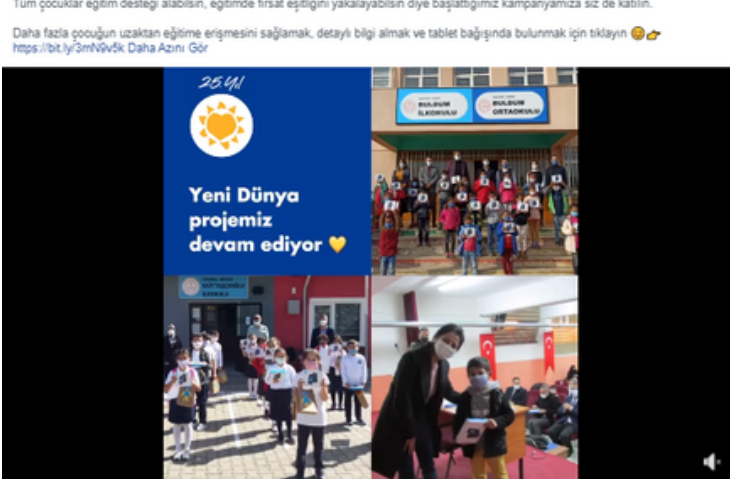 Tüm çocuklar eğitim desteği alabilsin, eğitimde fırsat eşitliğini yakalayabilsin diye başlattığımız kampanyamıza siz de katılın.
Daha fazla çocuğun uzaktan eğitime erişmesini sağlamak, detaylı bilgi almak ve tablet bağışında bulunmak için tıklayın 😊👉
https://bit.ly/3mN9v5k Daha Azını Gör
25.Yıl
Yeni Dünya
projemiz
devam ediyor 💛
BULDUM
İLKOKULU
BULDUM
ORTAOKULU